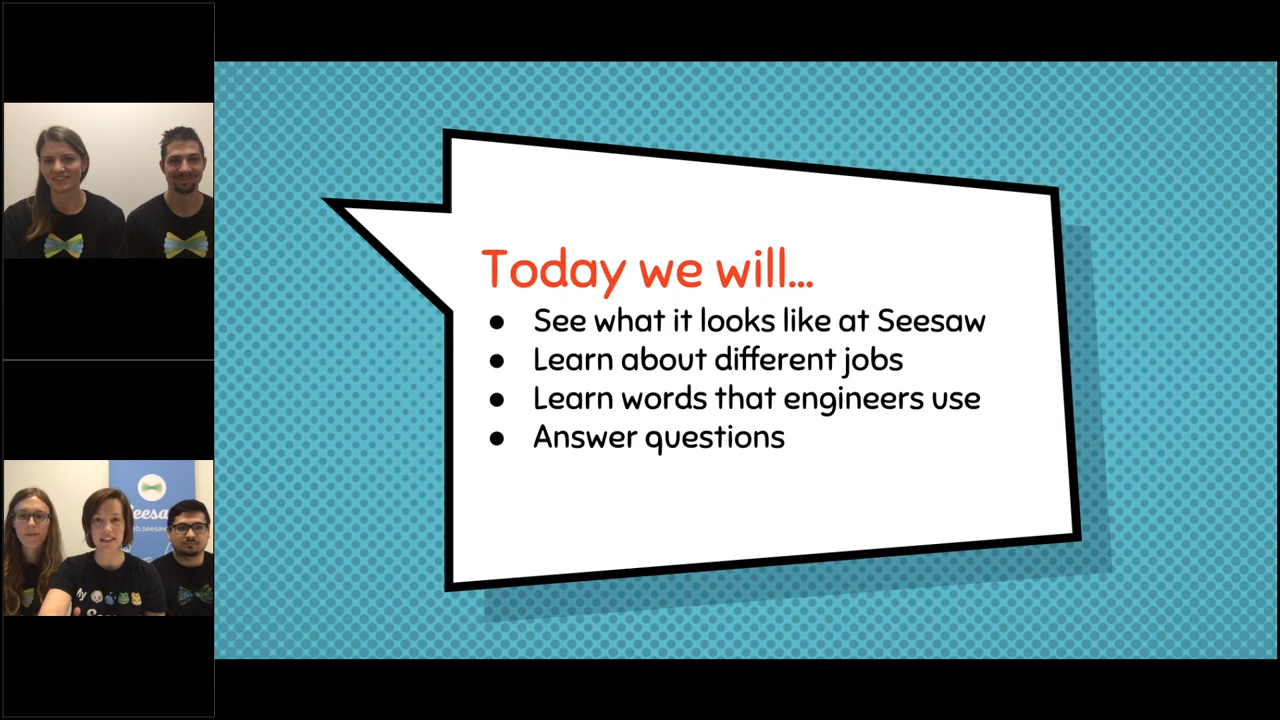 Today we will...
● See what it looks like at Seesaw
● Learn about different jobs
● Learn words that engineers use
● Answer questions
My